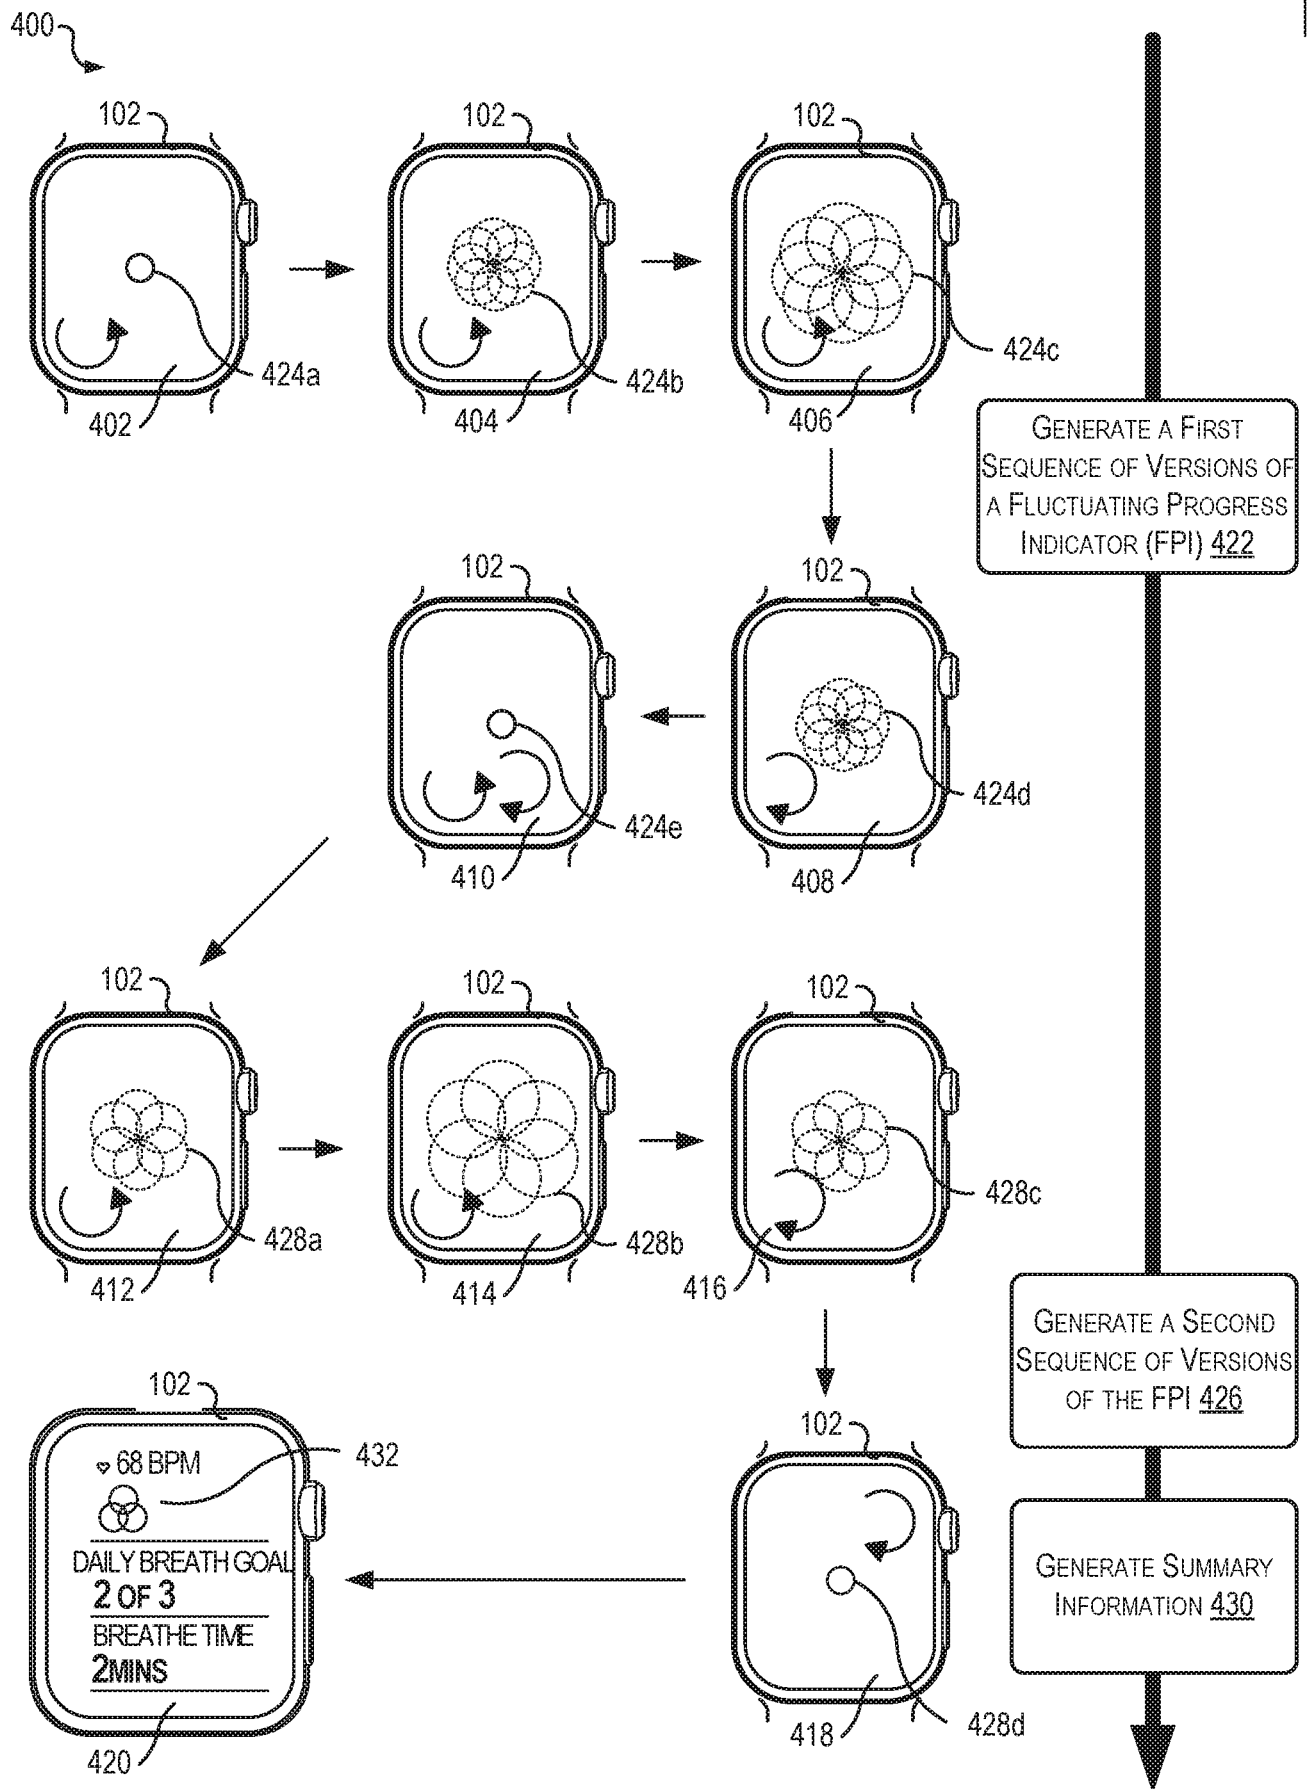 400
102
102
102
424a
424b
424c
402
404
406
GENERATE A FIRST
SEQUENCE OF VERSIONS OF
A FLUCTUATING PROGRESS
INDICATOR (FPI) 422
102
102
424e
424d
410
408
102
102
102
428a
428b
428c
412
414
416
GENERATE A SECOND
SEQUENCE OF VERSIONS
OF THE FPI 426
102
68 BPM
432
DAILY BREATH GOAL
2 OF 3
BREATHE TIME
2MINS
420
102
428d
418
GENERATE SUMMARY
INFORMATION 430